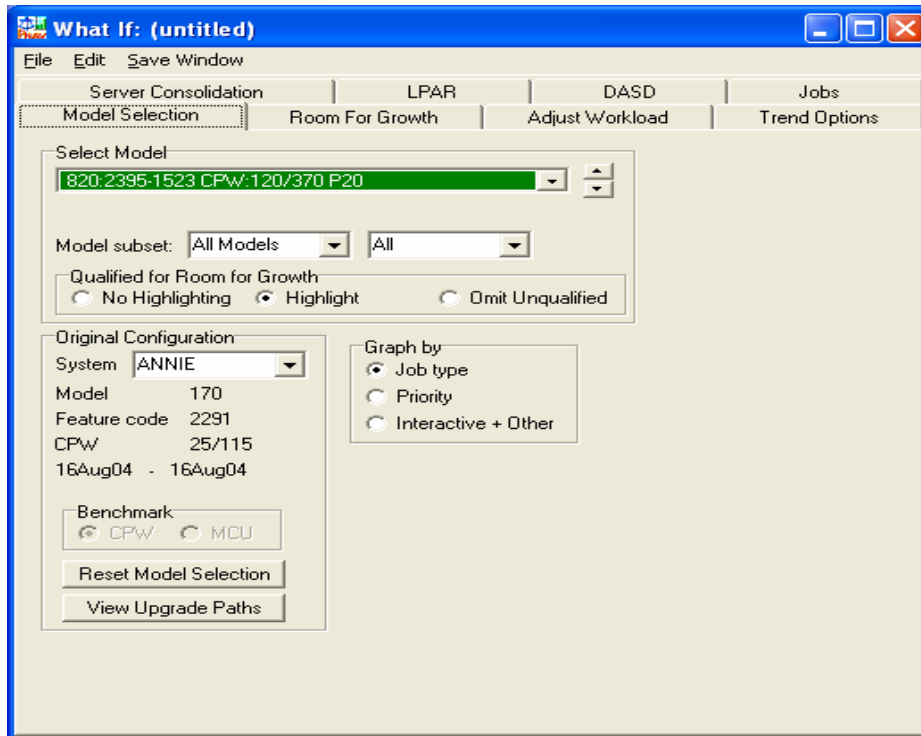 What If: (untitled)
File Edit Save Window
Server Consolidation LPAR DASD Jobs
Model Selection Room For Growth Adjust Workload Trend Options
Select Model
820:2395-1523 CPW:120/370 P20
Model subset: All Models All
Qualified for Room for Growth
No Highlighting Highlight Omit Unqualified
Original Configuration
System ANNIE
Model 170
Feature code 2291
CPW 25/115
16Aug04 - 16Aug04
Benchmark
CPW MCU
Reset Model Selection
View Upgrade Paths
Graph by
Job type
Priority
Interactive + Other